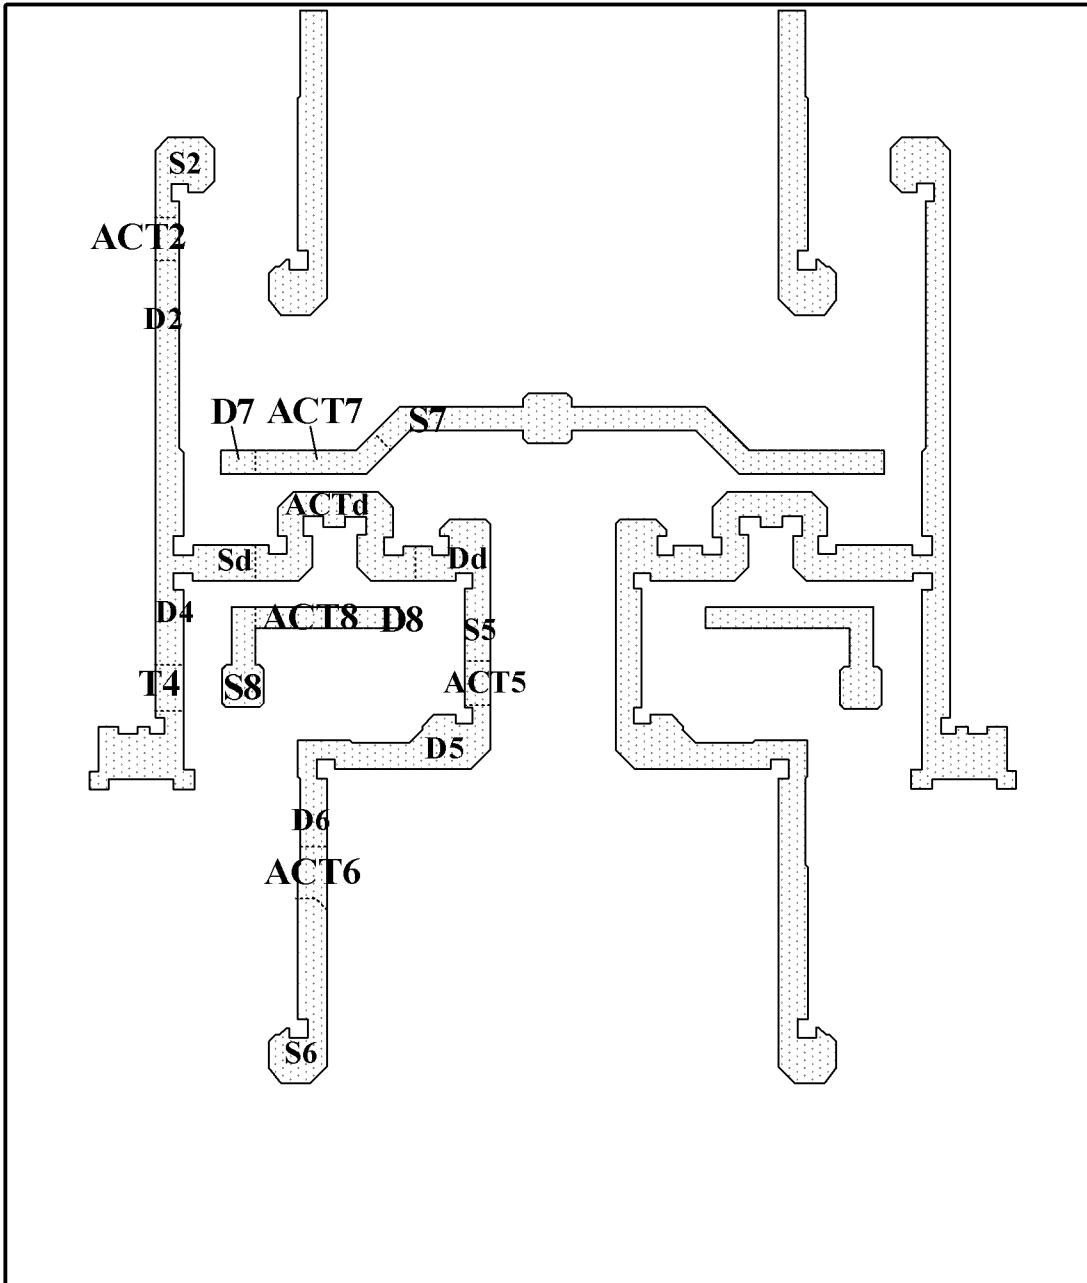 S2
ACT2
D2
D7 ACT7 S7
ACTd
Sd Dd
D4 ACT8 D8 S5
T4 S8 ACT5
D5
D6
ACT6
S6